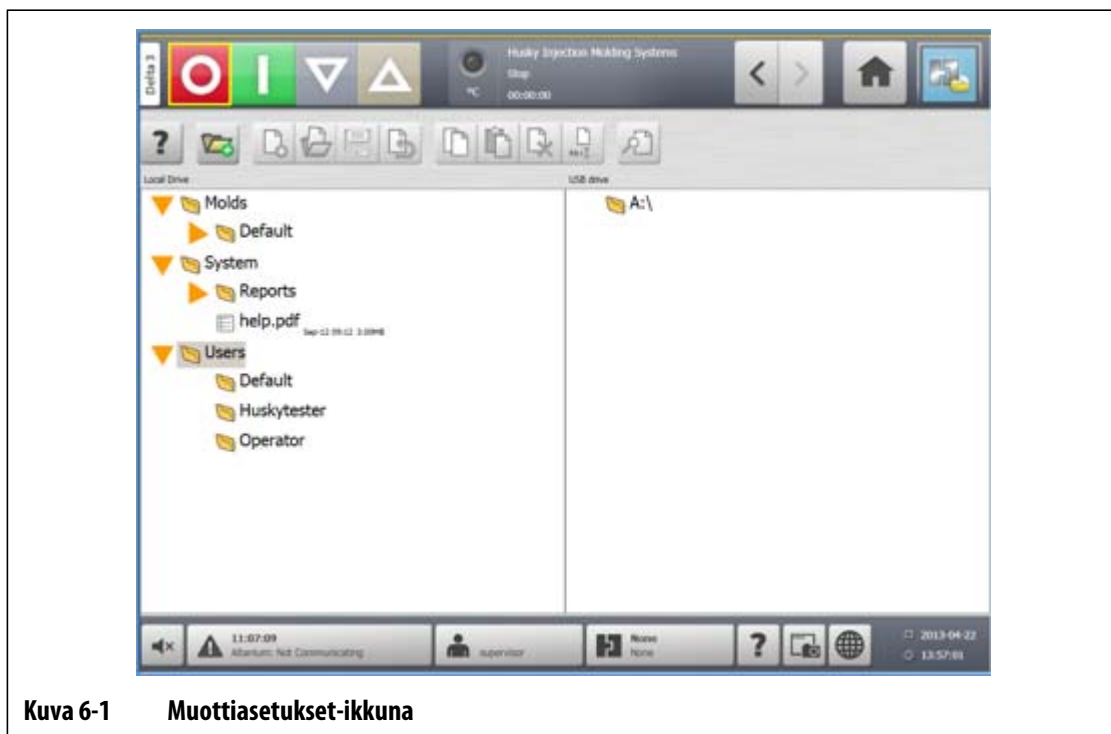 Delta 3
Husky Injection Molding Systems
Stop
°C
00:00:00
?
Local Drive
USB drive
Molds
A:\
Default
System
Reports
help.pdf
Users
Default
Huskytester
Operator
11:07:09
Altanium: Not Communicating
supervisor
None
None
?
2013-04-22
13:57:01
Kuva 6-1 Muottiasetukset-ikkuna